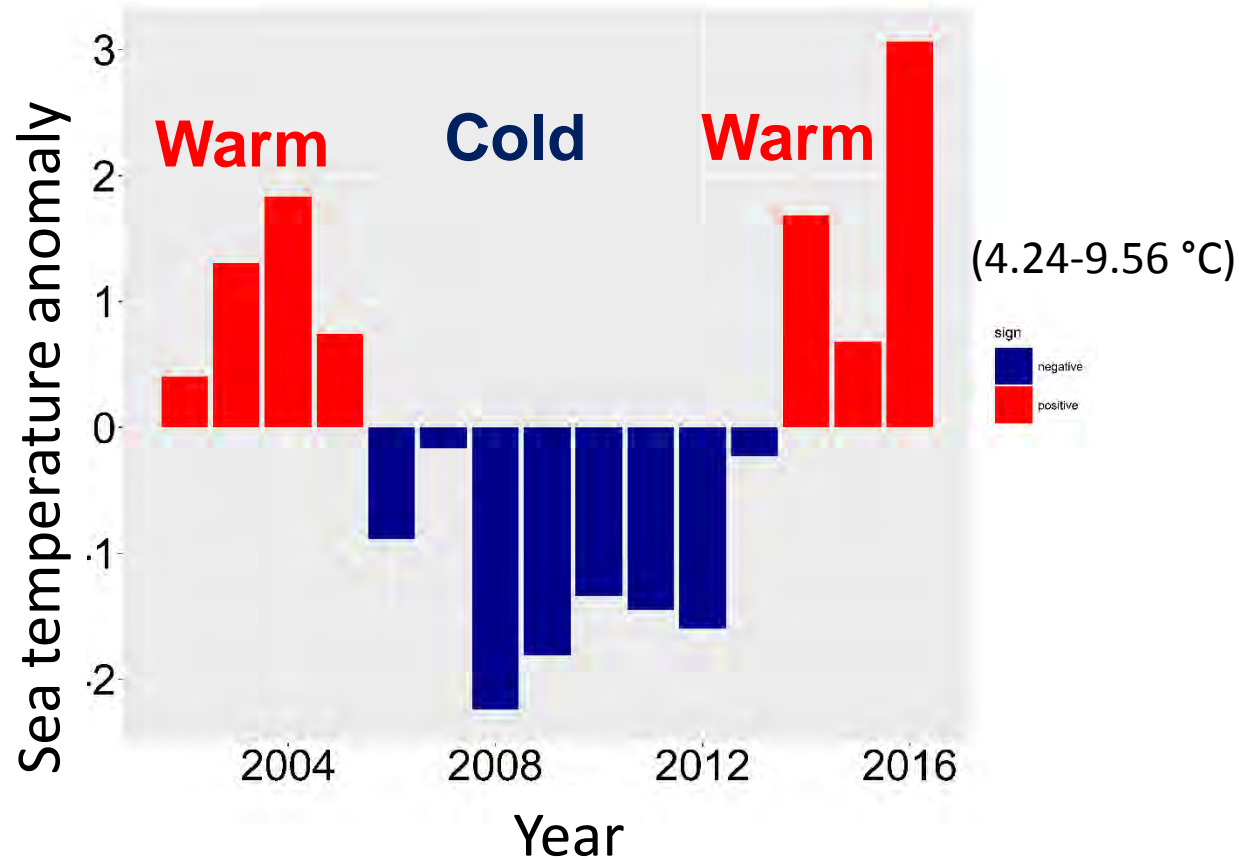 Sea temperature anomaly
3
2
1
0
-1
-2
Warm
Cold
Warm
(4.24-9.56 °C)
sign
negative
positive
2004
2008
2012
2016
Year